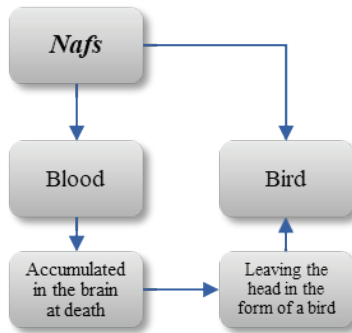 Nafs
Blood
Bird
Accumulated
in the brain
at death
Leaving the
head in the
form of a bird